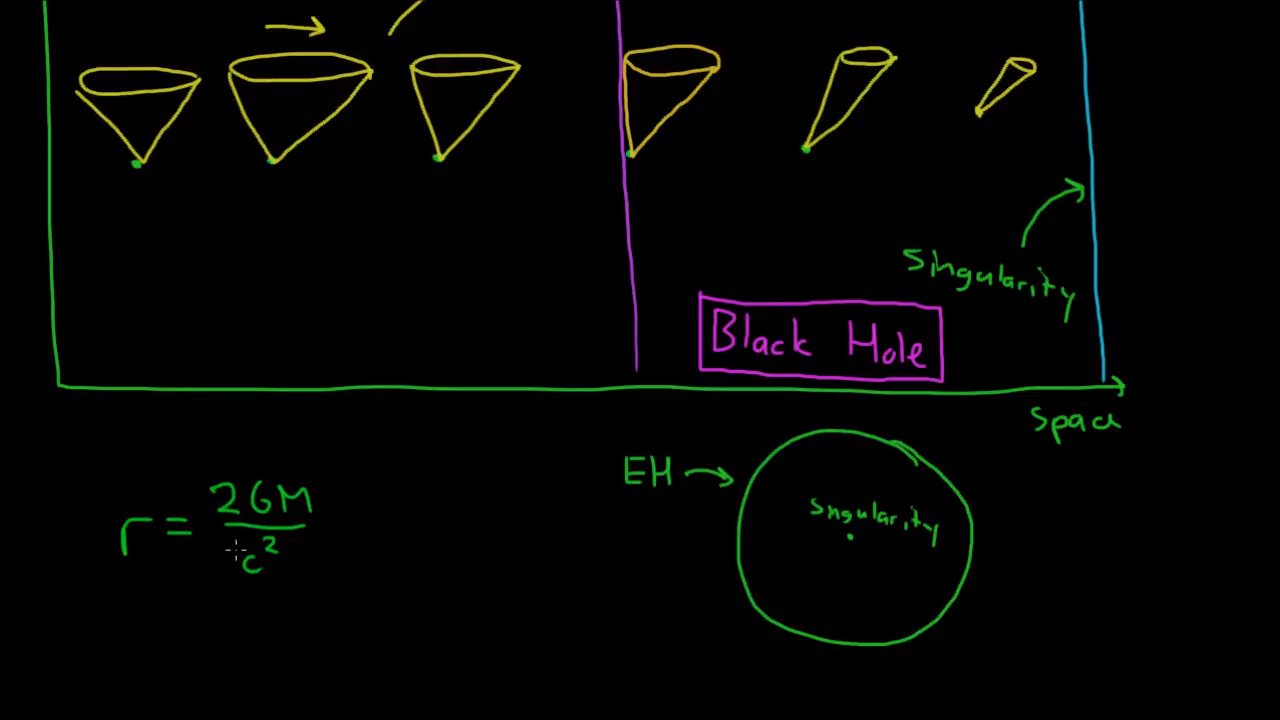 Singularity
Black Hole
Space
EH
Singularity
r = 2GM / c²